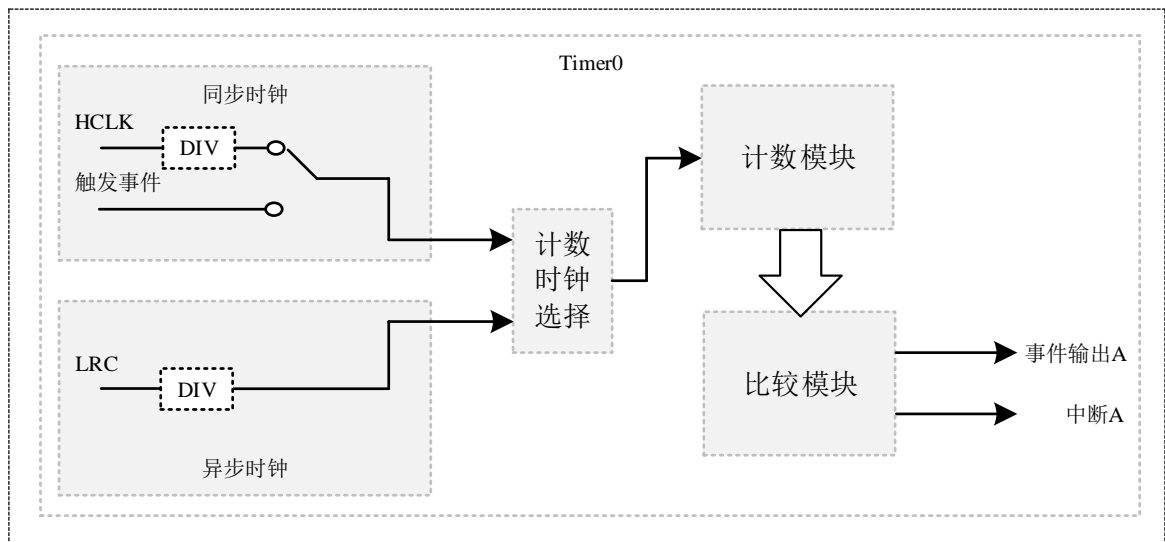 Timer0
同步时钟
HCLK
DIV
触发事件
LRC
DIV
异步时钟
计数
时钟
选择
计数模块
比较模块
事件输出A
中断A